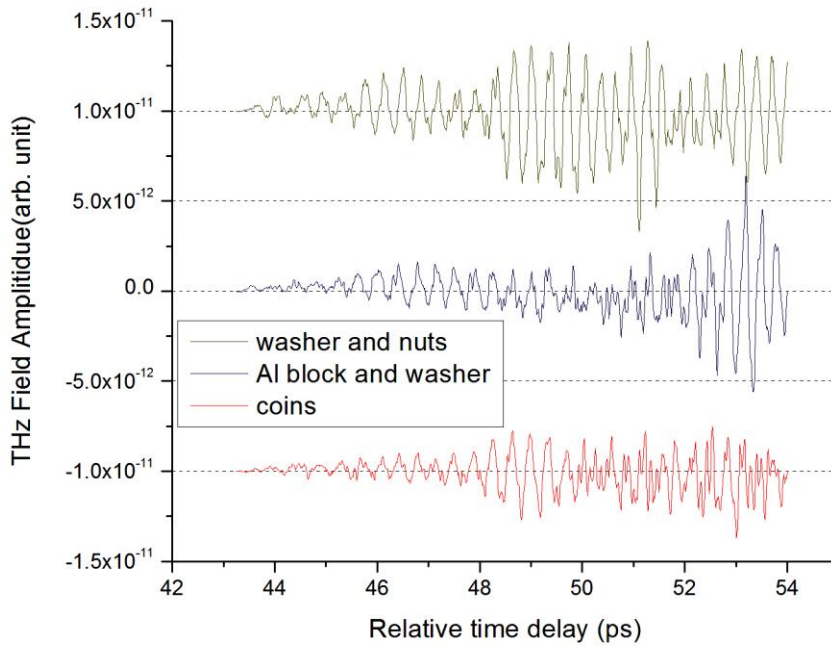 1.5x10⁻¹¹
1.0x10⁻¹¹
5.0x10⁻¹²
0.0
-5.0x10⁻¹²
-1.0x10⁻¹¹
-1.5x10⁻¹¹
THz Field Amplitidue(arb. unit)
washer and nuts
Al block and washer
coins
42 44 46 48 50 52 54
Relative time delay (ps)